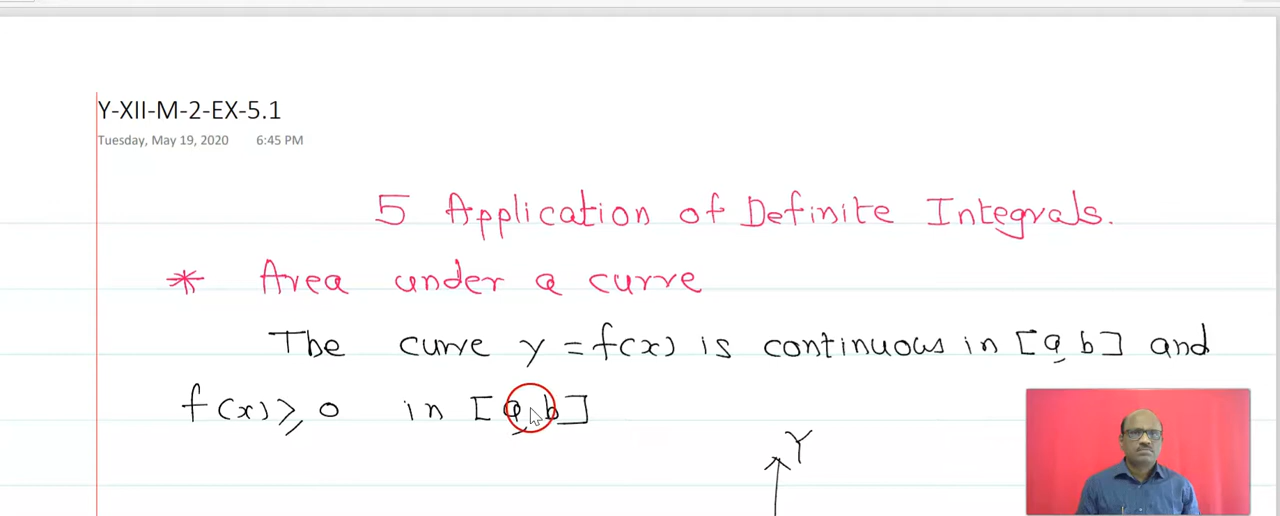 Y-XII-M-2-EX-5.1
Tuesday, May 19, 2020 6:45 PM
5 Application of Definite Integrals.
* Area under a curve
The curve y = f(x) is continuous in [a, b] and
f(x) ≥ 0 in [a, b]
Y